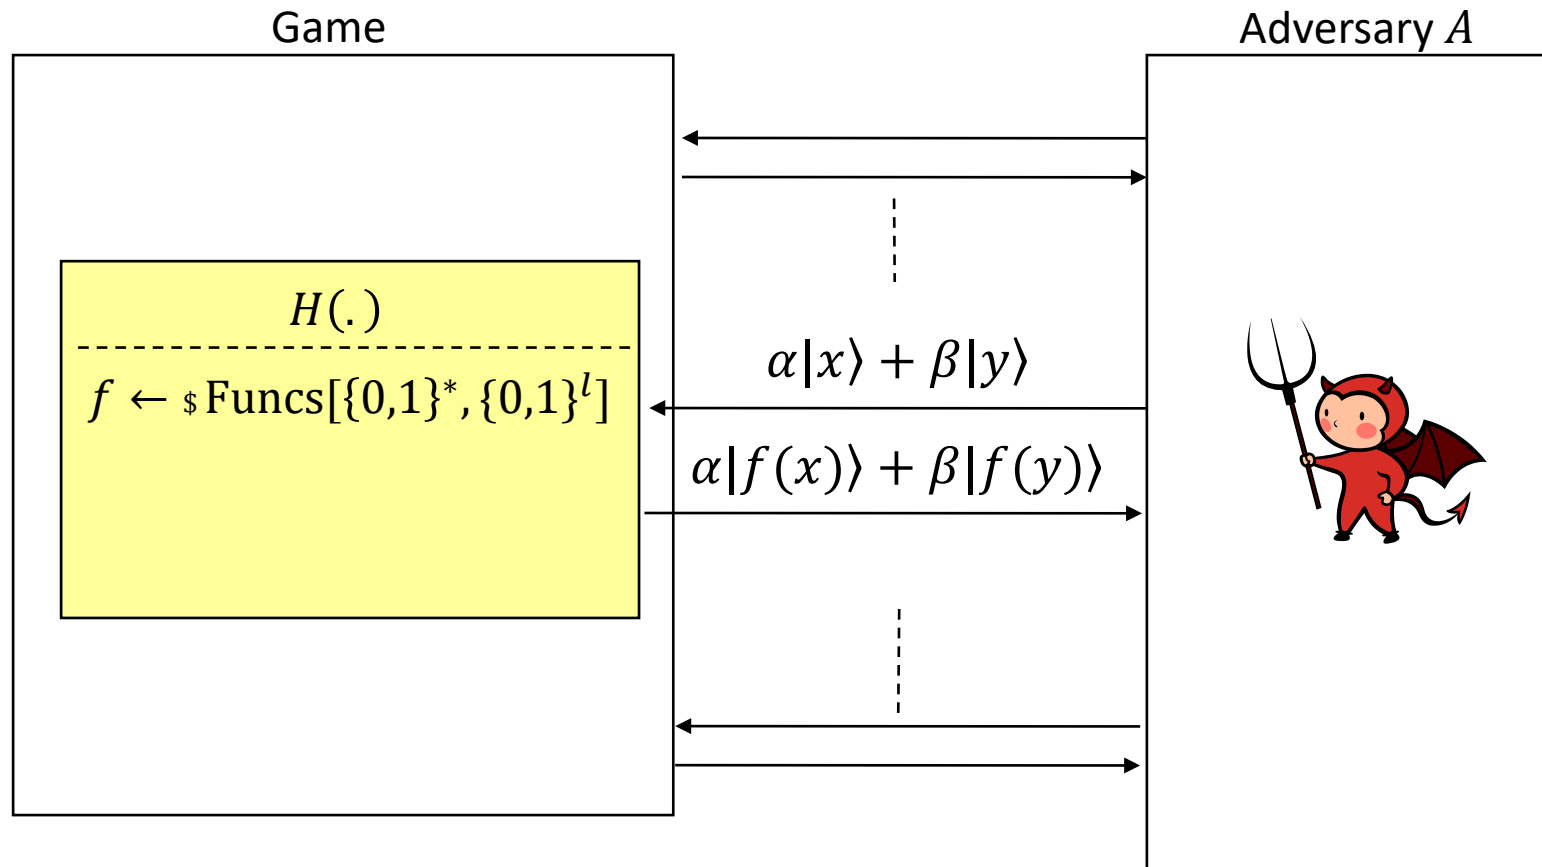 Game
Adversary A
H(.)
α|x⟩ + β|y⟩
f ← $ Funcs[{0,1}*, {0,1}^l]
α|f(x)⟩ + β|f(y)⟩